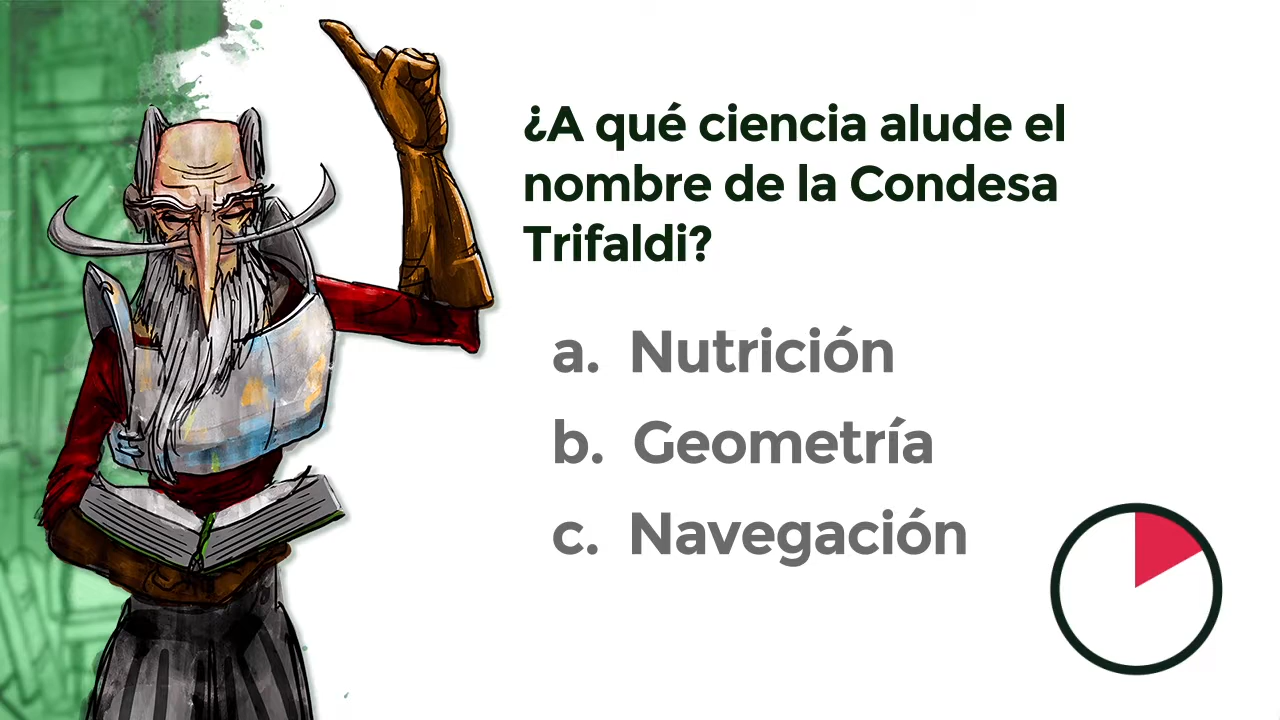 ¿A qué ciencia alude el
nombre de la Condesa
Trifaldi?
a. Nutrición
b. Geometría
c. Navegación